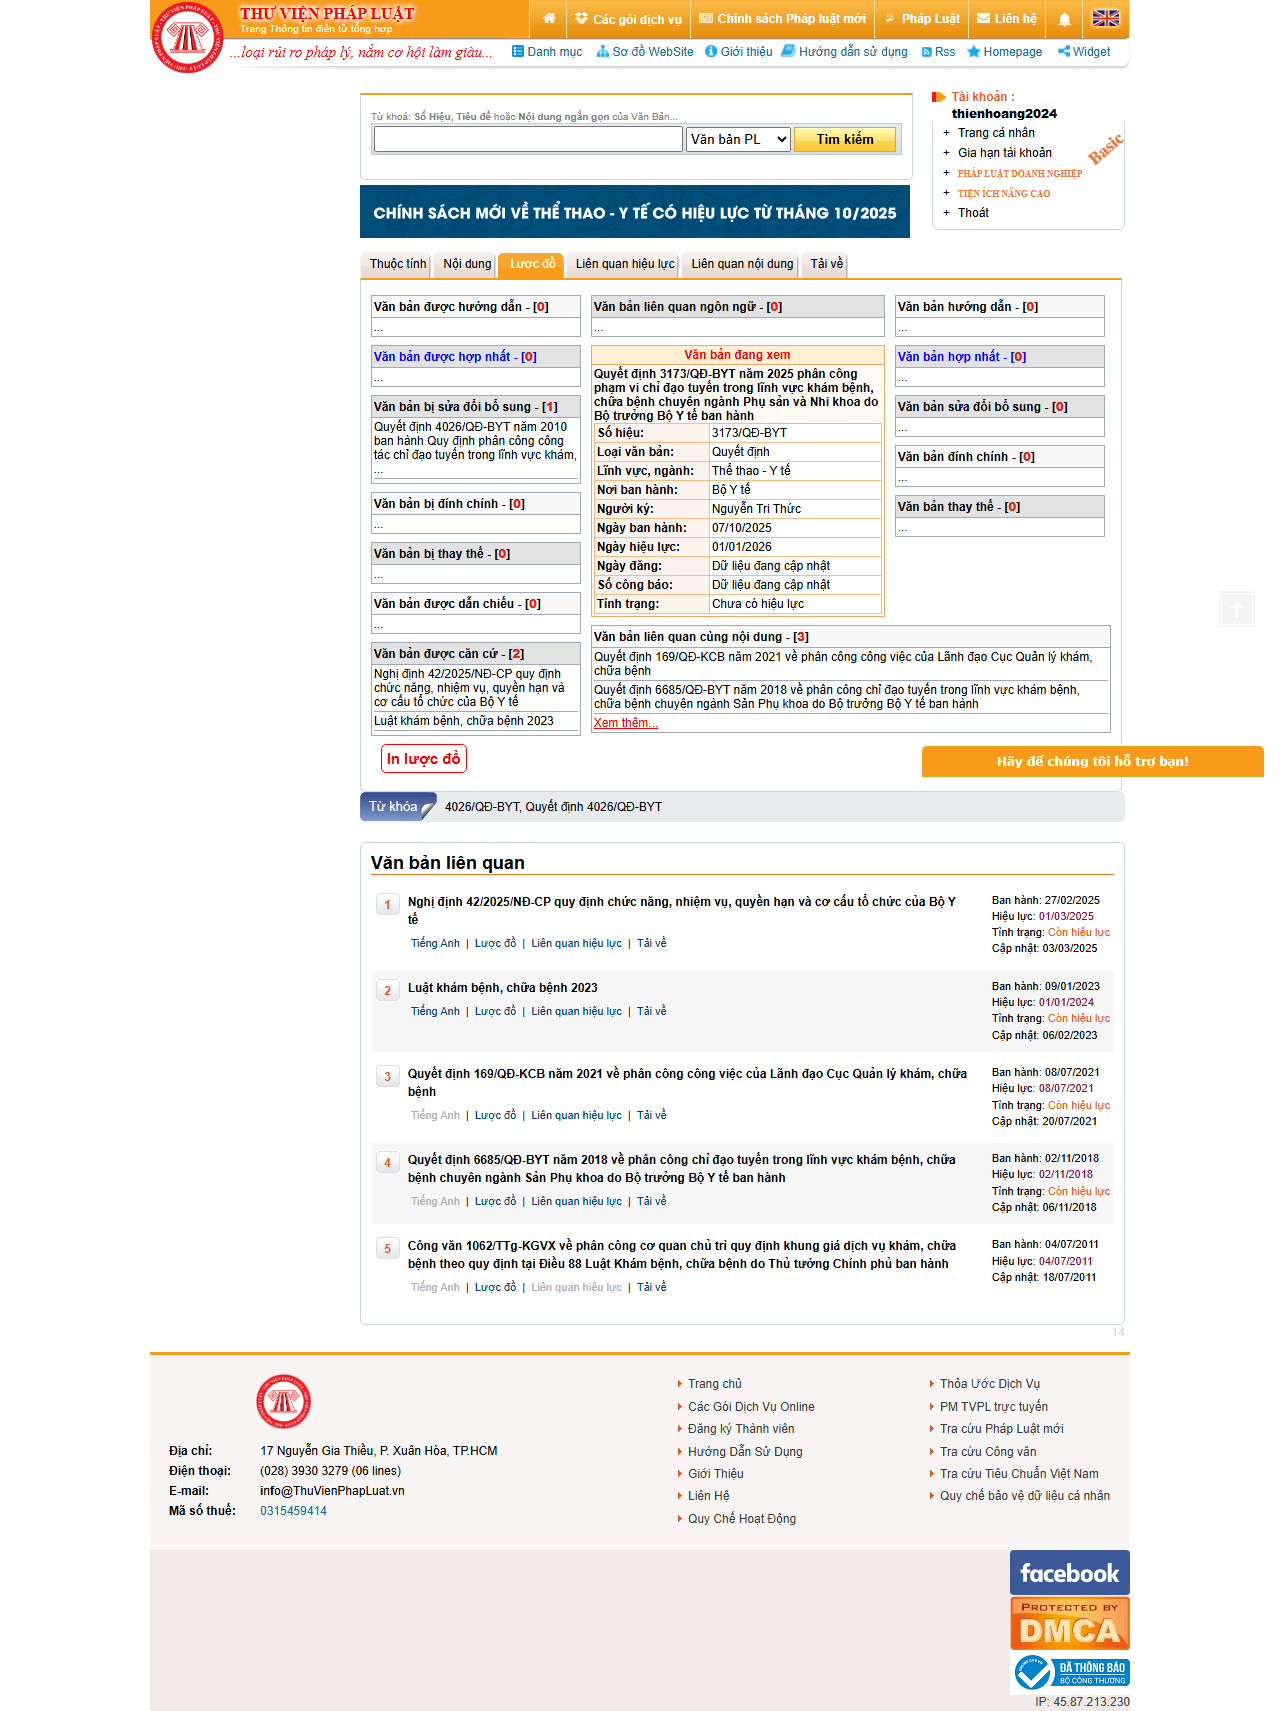 THƯ VIỆN PHÁP LUẬT
Trang Thông tin điện tử tổng hợp
Các gói dịch vụ
Chính sách Pháp luật mới
Pháp Luật
Liên hệ
...loại rủi ro pháp lý, nắm cơ hội làm giàu...
Danh mục
Sơ đồ WebSite
Giới thiệu
Hướng dẫn sử dụng
Rss
Homepage
Widget
Từ khoá: Số Hiệu, Tiêu đề hoặc Nội dung ngắn gọn của Văn Bản...
Văn bản PL
Tìm kiếm
Tài khoản :
thienhoang2024
+ Trang cá nhân
+ Gia hạn tài khoản
+ PHÁP LUẬT DOANH NGHIỆP
+ TIỆN ÍCH NÂNG CAO
+ Thoát
Basic
CHÍNH SÁCH MỚI VỀ THỂ THAO - Y TẾ CÓ HIỆU LỰC TỪ THÁNG 10/2025
Thuộc tính
Nội dung
Lược đồ
Liên quan hiệu lực
Liên quan nội dung
Tải về
Văn bản được hướng dẫn - [0]
...
Văn bản được hợp nhất - [0]
...
Văn bản bị sửa đổi bổ sung - [1]
Quyết định 4026/QĐ-BYT năm 2010
ban hành Quy định phân công công
tác chỉ đạo tuyến trong lĩnh vực khám,
...
Văn bản bị đính chính - [0]
...
Văn bản bị thay thế - [0]
...
Văn bản được dẫn chiếu - [0]
...
Văn bản được căn cứ - [2]
Nghị định 42/2025/NĐ-CP quy định
chức năng, nhiệm vụ, quyền hạn và
cơ cấu tổ chức của Bộ Y tế
Luật khám bệnh, chữa bệnh 2023
Văn bản liên quan ngôn ngữ - [0]
...
Văn bản đang xem
Quyết định 3173/QĐ-BYT năm 2025 phân công
phạm vi chỉ đạo tuyến trong lĩnh vực khám bệnh,
chữa bệnh chuyên ngành Phụ sản và Nhi khoa do
Bộ trưởng Bộ Y tế ban hành
Số hiệu: 3173/QĐ-BYT
Loại văn bản: Quyết định
Lĩnh vực, ngành: Thể thao - Y tế
Nơi ban hành: Bộ Y tế
Người ký: Nguyễn Tri Thức
Ngày ban hành: 07/10/2025
Ngày hiệu lực: 01/01/2026
Ngày đăng: Dữ liệu đang cập nhật
Số công báo: Dữ liệu đang cập nhật
Tình trạng: Chưa có hiệu lực
Văn bản hướng dẫn - [0]
...
Văn bản hợp nhất - [0]
...
Văn bản sửa đổi bổ sung - [0]
...
Văn bản đính chính - [0]
...
Văn bản thay thế - [0]
...
Văn bản liên quan cùng nội dung - [3]
Quyết định 169/QĐ-KCB năm 2021 về phân công công việc của Lãnh đạo Cục Quản lý khám,
chữa bệnh
Quyết định 6685/QĐ-BYT năm 2018 về phân công chỉ đạo tuyến trong lĩnh vực khám bệnh,
chữa bệnh chuyên ngành Sản Phụ khoa do Bộ trưởng Bộ Y tế ban hành
Xem thêm...
In lược đồ
Hãy để chúng tôi hỗ trợ bạn!
Từ khóa
4026/QĐ-BYT, Quyết định 4026/QĐ-BYT
Văn bản liên quan
1
Nghị định 42/2025/NĐ-CP quy định chức năng, nhiệm vụ, quyền hạn và cơ cấu tổ chức của Bộ Y
tế
Tiếng Anh | Lược đồ | Liên quan hiệu lực | Tải về
Ban hành: 27/02/2025
Hiệu lực: 01/03/2025
Tình trạng: Còn hiệu lực
Cập nhật: 03/03/2025
2
Luật khám bệnh, chữa bệnh 2023
Tiếng Anh | Lược đồ | Liên quan hiệu lực | Tải về
Ban hành: 09/01/2023
Hiệu lực: 01/01/2024
Tình trạng: Còn hiệu lực
Cập nhật: 06/02/2023
3
Quyết định 169/QĐ-KCB năm 2021 về phân công công việc của Lãnh đạo Cục Quản lý khám, chữa
bệnh
Tiếng Anh | Lược đồ | Liên quan hiệu lực | Tải về
Ban hành: 08/07/2021
Hiệu lực: 08/07/2021
Tình trạng: Còn hiệu lực
Cập nhật: 20/07/2021
4
Quyết định 6685/QĐ-BYT năm 2018 về phân công chỉ đạo tuyến trong lĩnh vực khám bệnh, chữa
bệnh chuyên ngành Sản Phụ khoa do Bộ trưởng Bộ Y tế ban hành
Tiếng Anh | Lược đồ | Liên quan hiệu lực | Tải về
Ban hành: 02/11/2018
Hiệu lực: 02/11/2018
Tình trạng: Còn hiệu lực
Cập nhật: 06/11/2018
5
Công văn 1062/TTg-KGVX về phân công cơ quan chủ trì quy định khung giá dịch vụ khám, chữa
bệnh theo quy định tại Điều 88 Luật Khám bệnh, chữa bệnh do Thủ tướng Chính phủ ban hành
Tiếng Anh | Lược đồ | Liên quan hiệu lực | Tải về
Ban hành: 04/07/2011
Hiệu lực: 04/07/2011
Cập nhật: 18/07/2011
14
Địa chỉ: 17 Nguyễn Gia Thiều, P. Xuân Hòa, TP.HCM
Điện thoại: (028) 3930 3279 (06 lines)
E-mail: info@ThuVienPhapLuat.vn
Mã số thuế: 0315459414
Trang chủ
Các Gói Dịch Vụ Online
Đăng ký Thành viên
Hướng Dẫn Sử Dụng
Giới Thiệu
Liên Hệ
Quy Chế Hoạt Động
Thỏa Ước Dịch Vụ
PM TVPL trực tuyến
Tra cứu Pháp Luật mới
Tra cứu Công văn
Tra cứu Tiêu Chuẩn Việt Nam
Quy chế bảo vệ dữ liệu cá nhân
facebook
PROTECTED BY
DMCA
ĐÃ THÔNG BÁO
BỘ CÔNG THƯƠNG
IP: 45.87.213.230